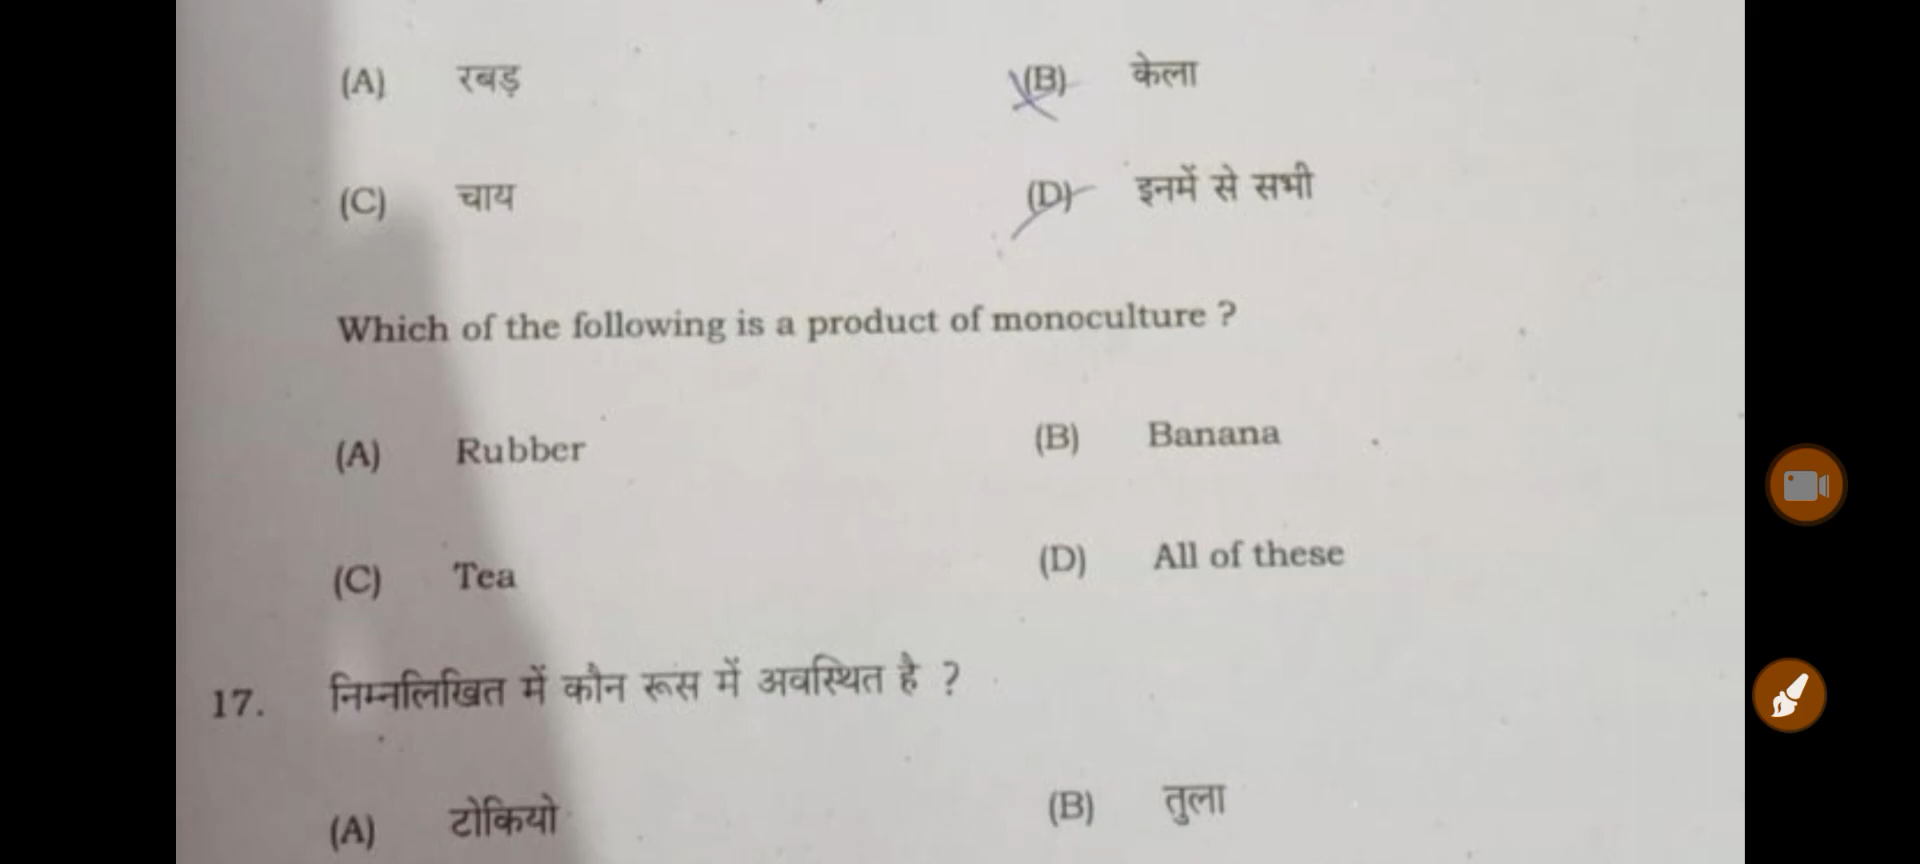 (A) रबड़ (B) केला
(C) चाय (D) इनमें से सभी
Which of the following is a product of monoculture ?
(A) Rubber (B) Banana
(C) Tea (D) All of these
17. निम्नलिखित में कौन रूस में अवस्थित है ?
(A) टोकियो (B) तुला